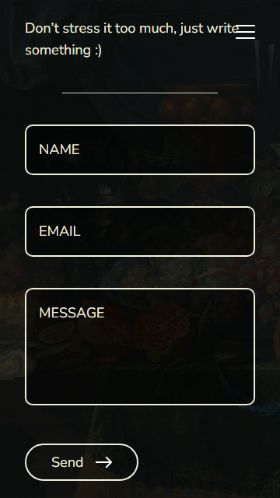 Don't stress it too much, just write
something :)
NAME
EMAIL
MESSAGE
Send